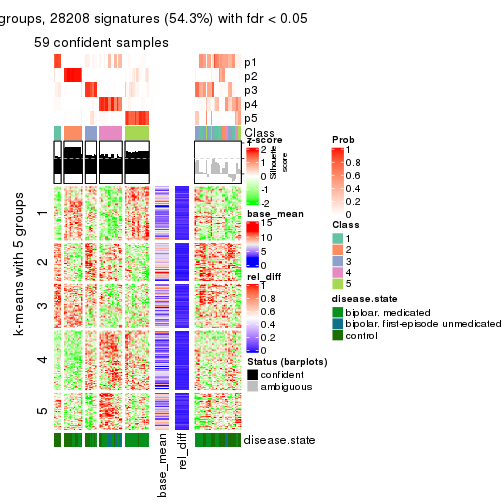 groups, 28208 signatures (54.3%) with fdr < 0.05
59 confident samples
p1
p2
p3
p4
p5
Class
z-score
2
1
0
-1
-2
Silhouette
score
1
base_mean
15
10
5
0
rel_diff
1
0.8
0.6
0.4
0.2
0
Status (barplots)
confident
ambiguous
Prob
1
0.8
0.6
0.4
0.2
0
Class
1
2
3
4
5
disease.state
bipolar. medicated
bipolar. first-episode unmedicated
control
k-means with 5 groups
1
2
3
4
5
disease.state
base_mean
rel_diff